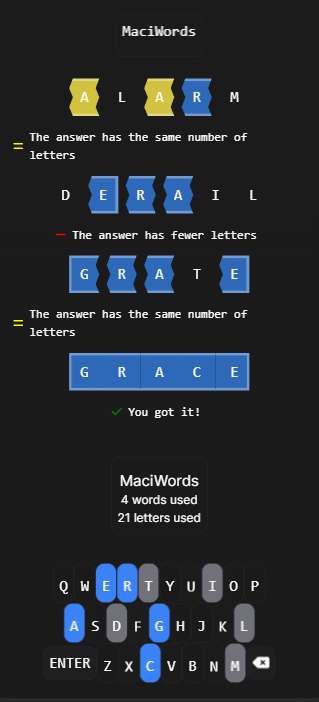 MaciWords
A L A R M
= The answer has the same number of
letters
D E R A I L
− The answer has fewer letters
G R A T E
= The answer has the same number of
letters
G R A C E
✓ You got it!
MaciWords
4 words used
21 letters used
Q W E R T Y U I O P
A S D F G H J K L
ENTER Z X C V B N M